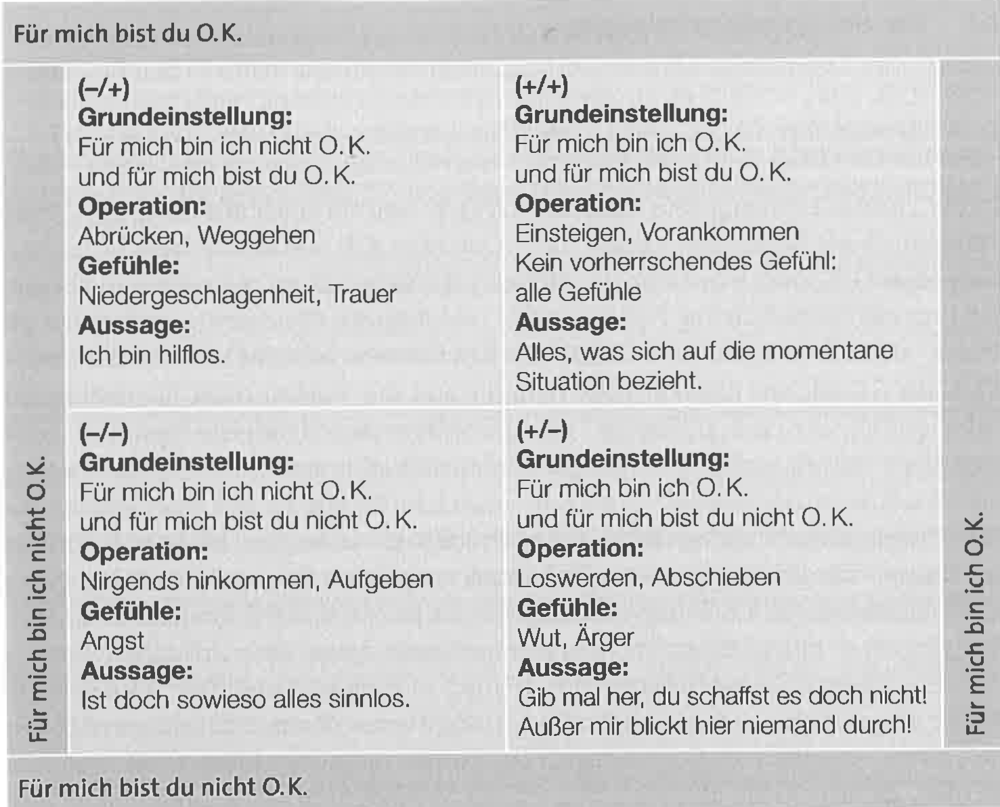 Für mich bist du O.K.
(–/+)
Grundeinstellung:
Für mich bin ich nicht O.K.
und für mich bist du O.K.
Operation:
Abrücken, Weggehen
Gefühle:
Niedergeschlagenheit, Trauer
Aussage:
Ich bin hilflos.
(+/+)
Grundeinstellung:
Für mich bin ich O.K.
und für mich bist du O.K.
Operation:
Einsteigen, Vorankommen
Kein vorherrschendes Gefühl:
alle Gefühle
Aussage:
Alles, was sich auf die momentane
Situation bezieht.
Für mich bin ich nicht O.K.
(–/–)
Grundeinstellung:
Für mich bin ich nicht O.K.
und für mich bist du nicht O.K.
Operation:
Nirgends hinkommen, Aufgeben
Gefühle:
Angst
Aussage:
Ist doch sowieso alles sinnlos.
(+/–)
Grundeinstellung:
Für mich bin ich O.K.
und für mich bist du nicht O.K.
Operation:
Loswerden, Abschieben
Gefühle:
Wut, Ärger
Aussage:
Gib mal her, du schaffst es doch nicht!
Außer mir blickt hier niemand durch!
Für mich bin ich O.K.
Für mich bist du nicht O.K.